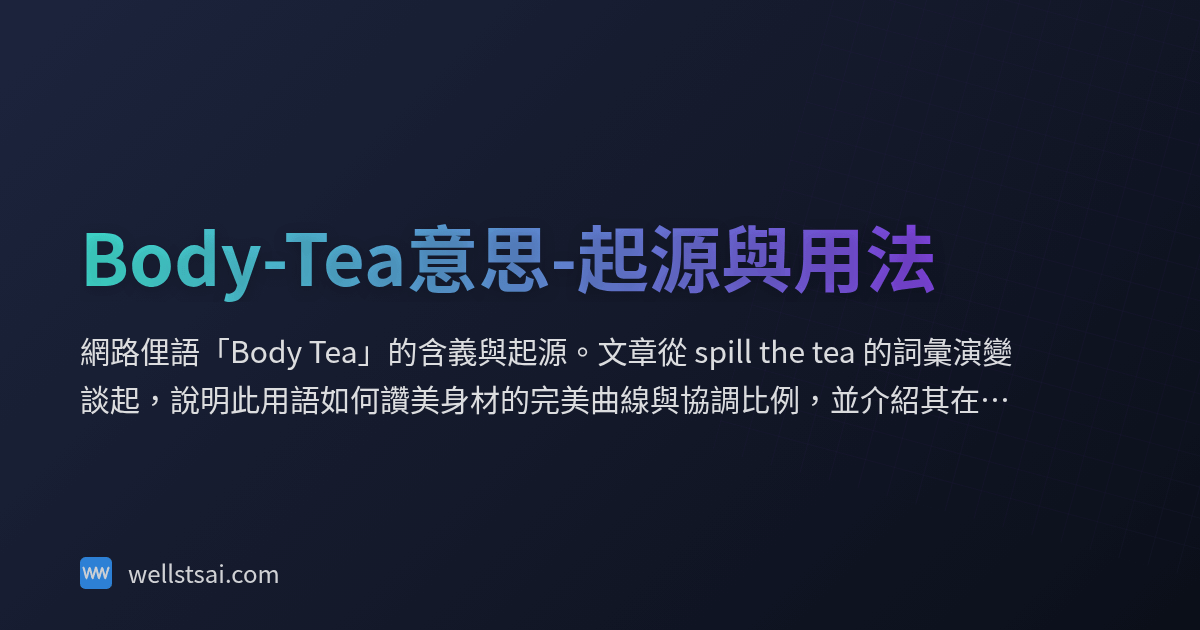 Body-Tea意思-起源與用法
網路俚語「Body Tea」的含義與起源。文章從 spill the tea 的詞彙演變
談起，說明此用語如何讚美身材的完美曲線與協調比例，並介紹其在…
WW wellstsai.com